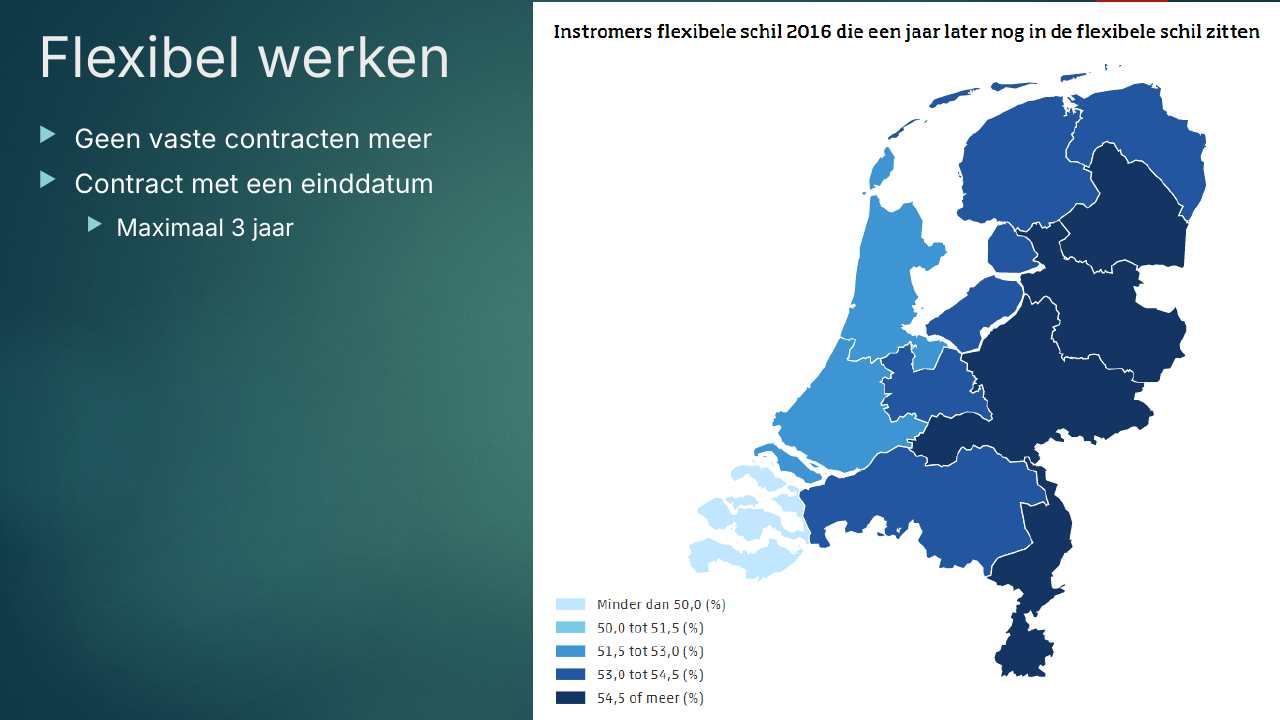 Flexibel werken
Geen vaste contracten meer
Contract met een einddatum
Maximaal 3 jaar
Instromers flexibele schil 2016 die een jaar later nog in de flexibele schil zitten
Minder dan 50,0 (%)
50,0 tot 51,5 (%)
51,5 tot 53,0 (%)
53,0 tot 54,5 (%)
54,5 of meer (%)